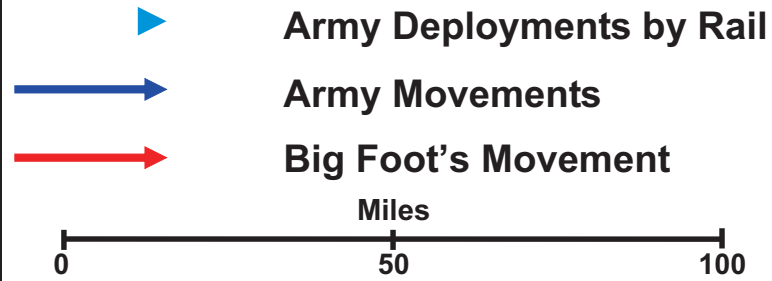 Army Deployments by Rail
Army Movements
Big Foot's Movement
Miles
0 50 100